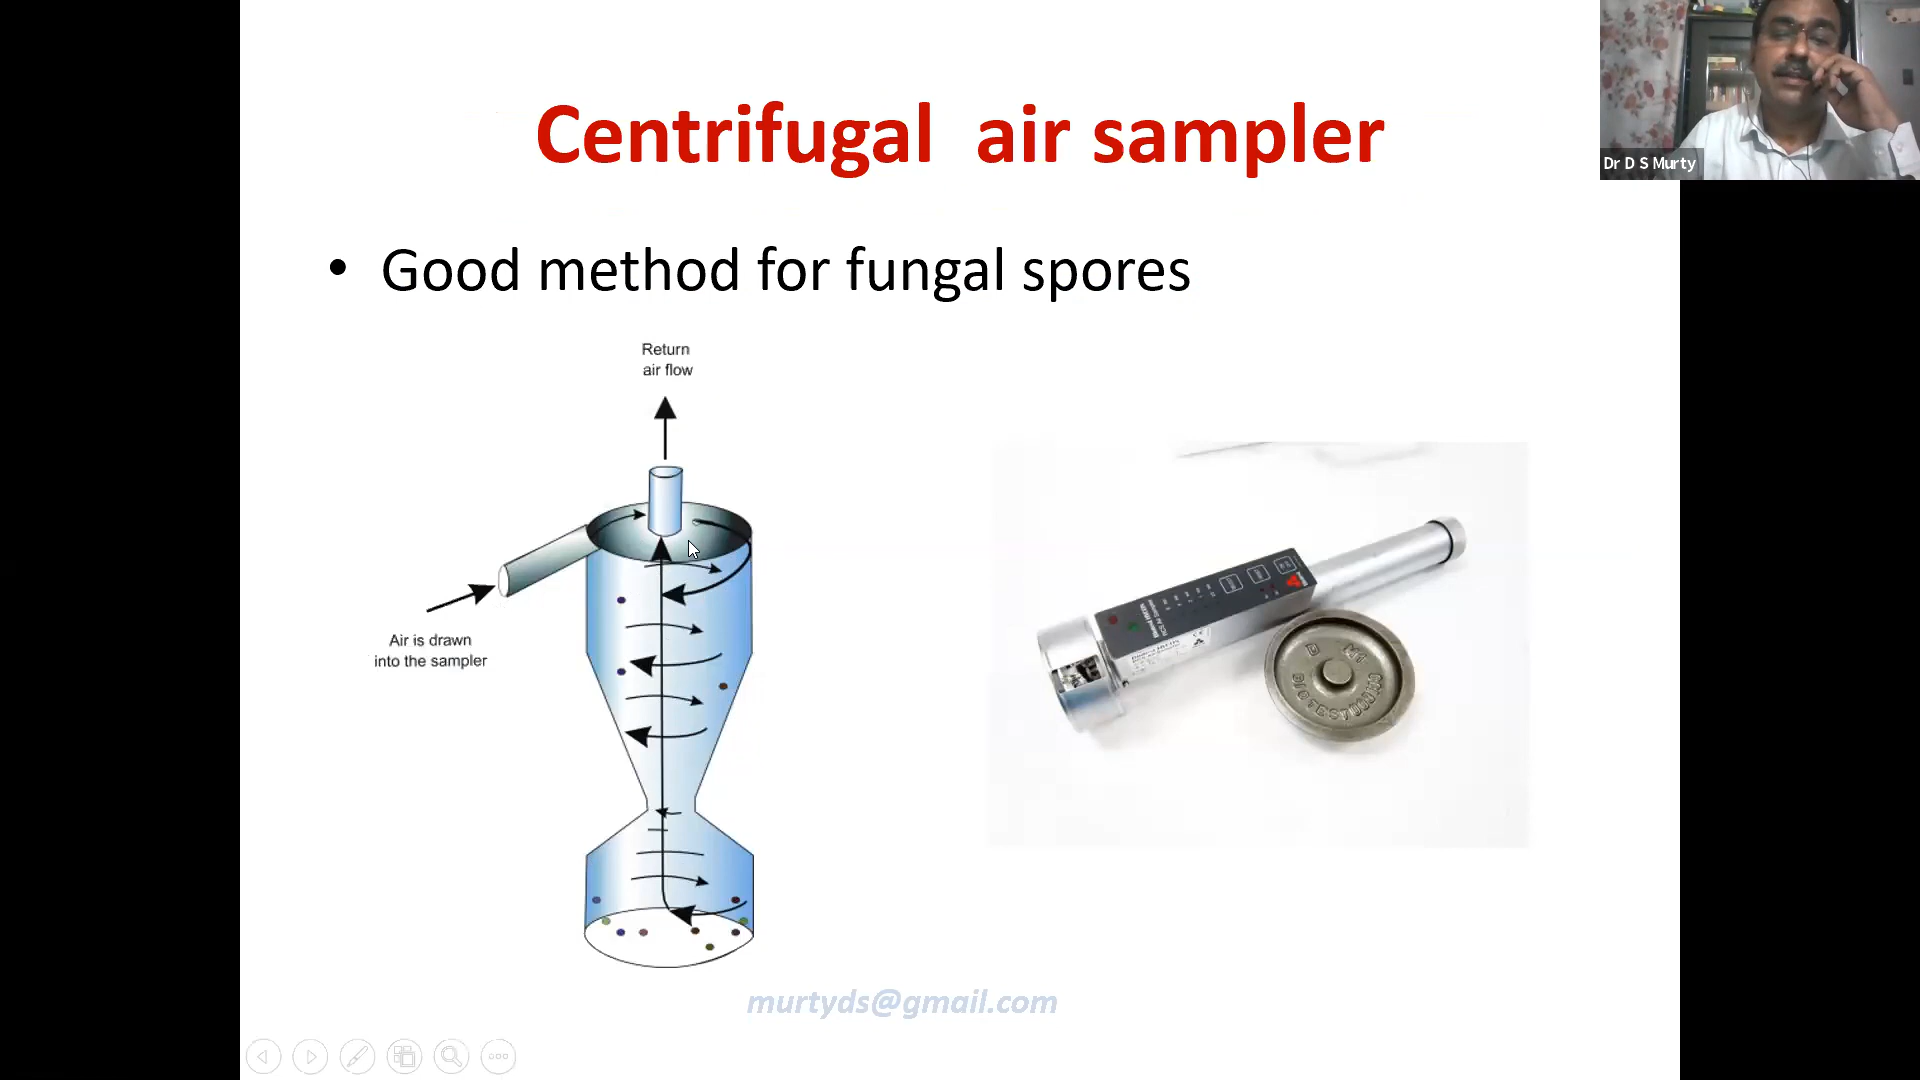 Centrifugal air sampler
Dr D S Murty
• Good method for fungal spores
Return
air flow
Air is drawn
into the sampler
D M1
murtyds@gmail.com